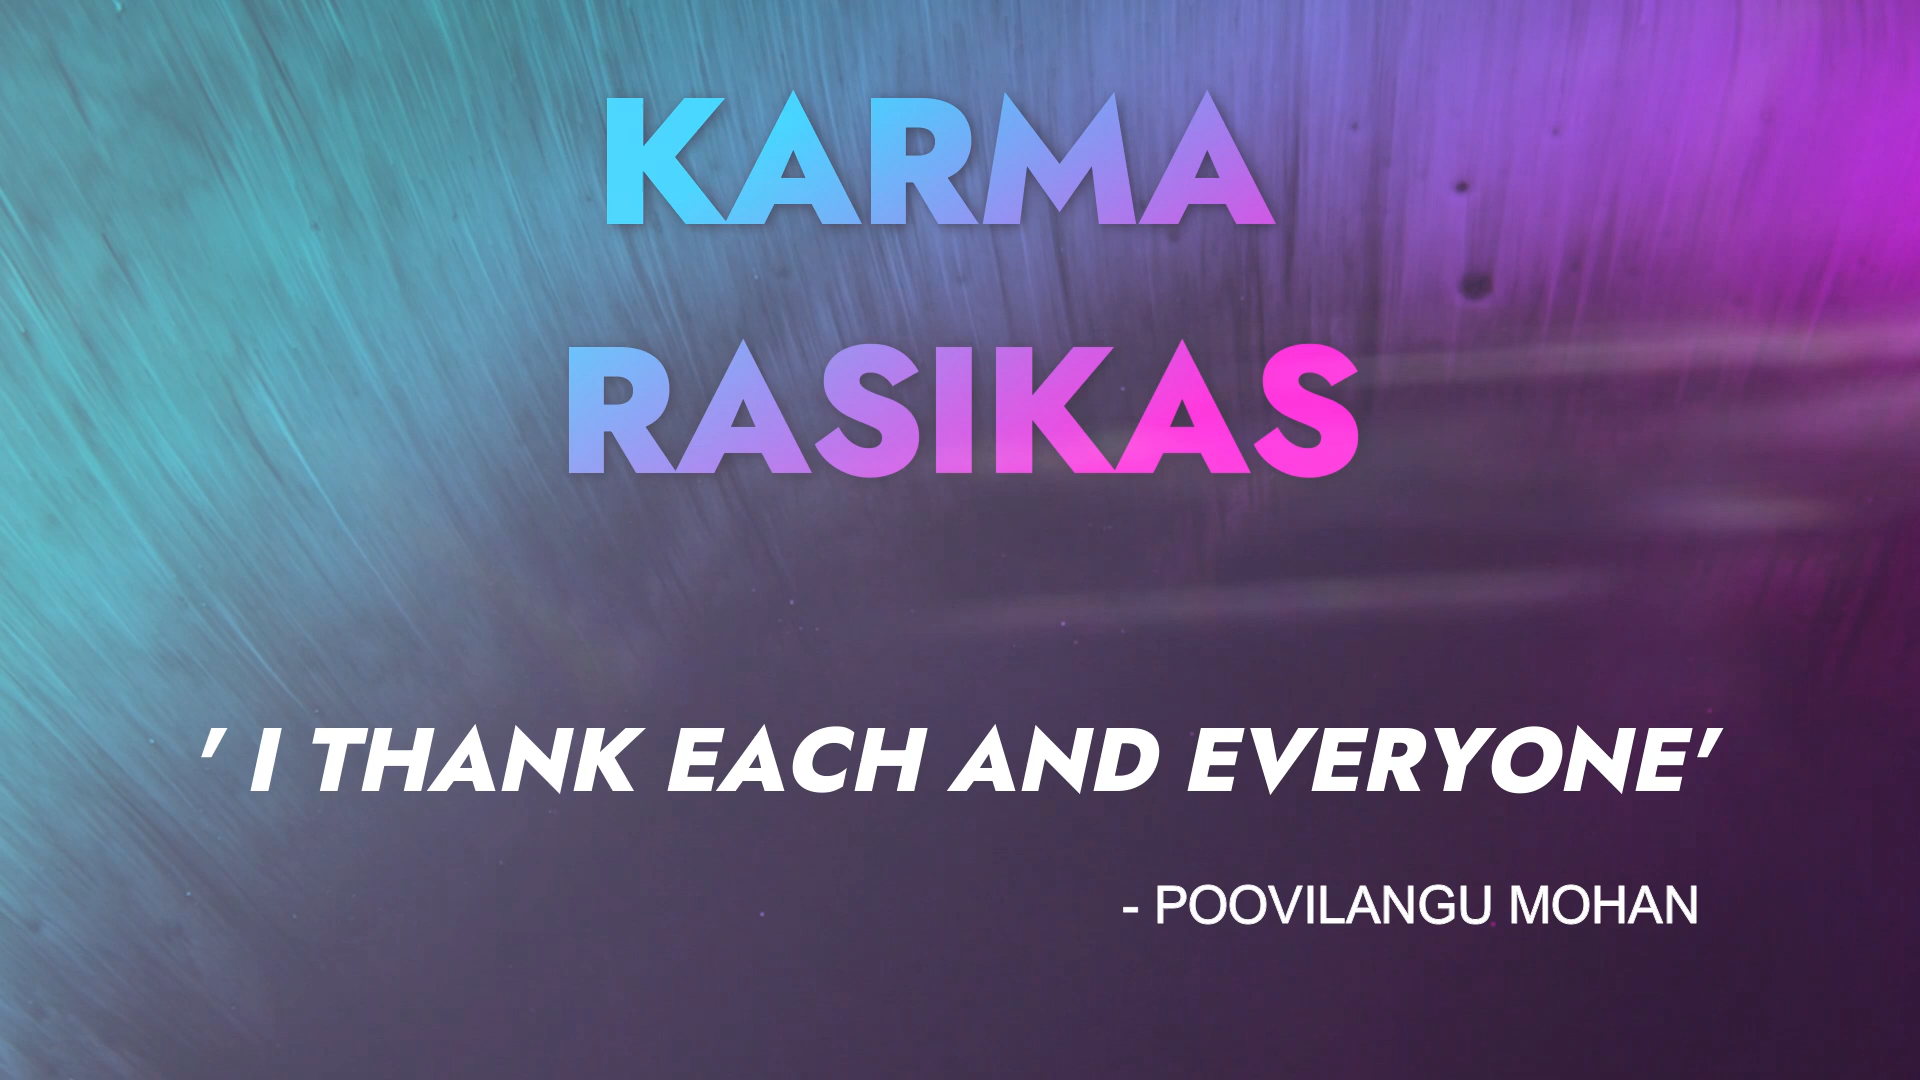 KARMA
RASIKAS
’ I THANK EACH AND EVERYONE’
- POOVILANGU MOHAN